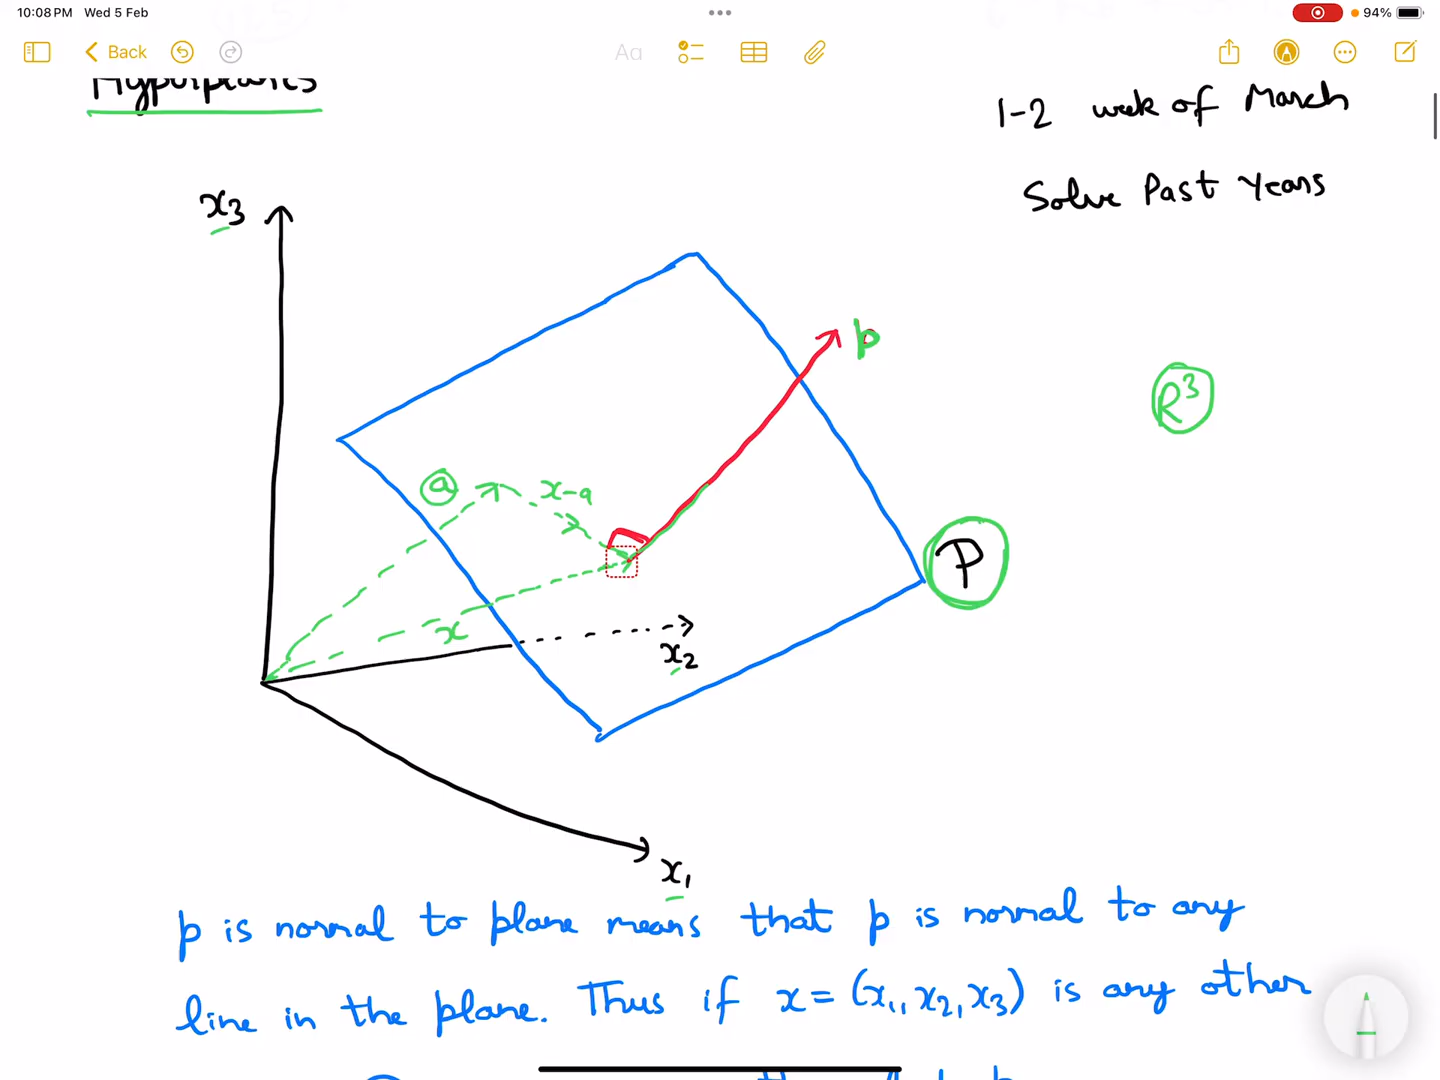 10:08 PM Wed 5 Feb
94%
Back
Aa
Hyperplanes
1-2 week of March
Solve Past Years
x3
p
R³
a
x-a
P
x
x2
x1
p is normal to plane means that p is normal to any
line in the plane. Thus if x = (x1, x2, x3) is any other